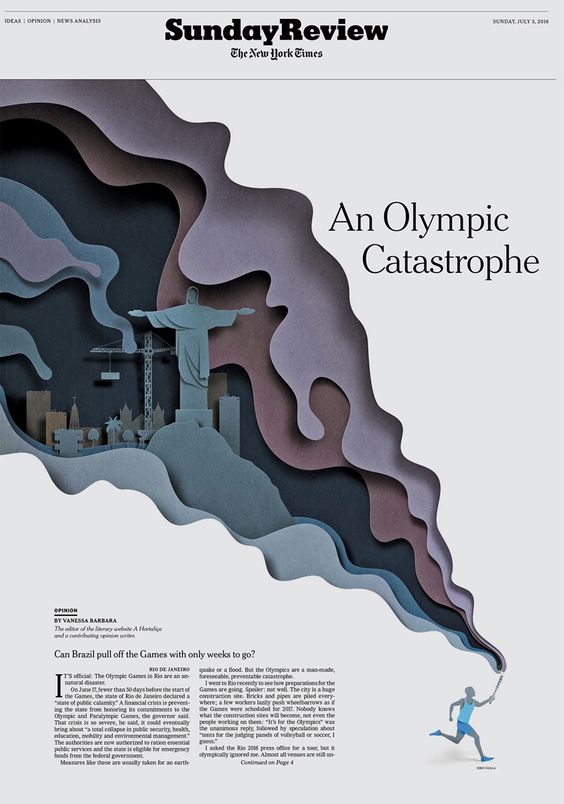 IDEAS | OPINION | NEWS ANALYSIS
SundayReview
SUNDAY, JULY 3, 2016
The New York Times
An Olympic
Catastrophe
OPINION
BY VANESSA BARBARA
The editor of the literary website A Hortaliça
and a contributing opinion writer.
Can Brazil pull off the Games with only weeks to go?
RIO DE JANEIRO
IT'S official: The Olympic Games in Rio are an un-
natural disaster.
On June 17, fewer than 50 days before the start of
the Games, the state of Rio de Janeiro declared a
"state of public calamity." A financial crisis is prevent-
ing the state from honoring its commitments to the
Olympic and Paralympic Games, the governor said.
That crisis is so severe, he said, it could eventually
bring about "a total collapse in public security, health,
education, mobility and environmental management."
The authorities are now authorized to ration essential
public services and the state is eligible for emergency
funds from the federal government.
Measures like these are usually taken for an earth-
quake or a flood. But the Olympics are a man-made,
foreseeable, preventable catastrophe.
I went to Rio recently to see how preparations for the
Games are going. Spoiler: not well. The city is a huge
construction site. Bricks and pipes are piled every-
where; a few workers lazily push wheelbarrows as if
the Games were scheduled for 2017. Nobody knows
what the construction sites will become, not even the
people working on them: "It's for the Olympics" was
the unanimous reply, followed by speculation about
"tents for the judging panels of volleyball or soccer, I
guess."
I asked the Rio 2016 press office for a tour, but it
olympically ignored me. Almost all venues are still un-
Continued on Page 4